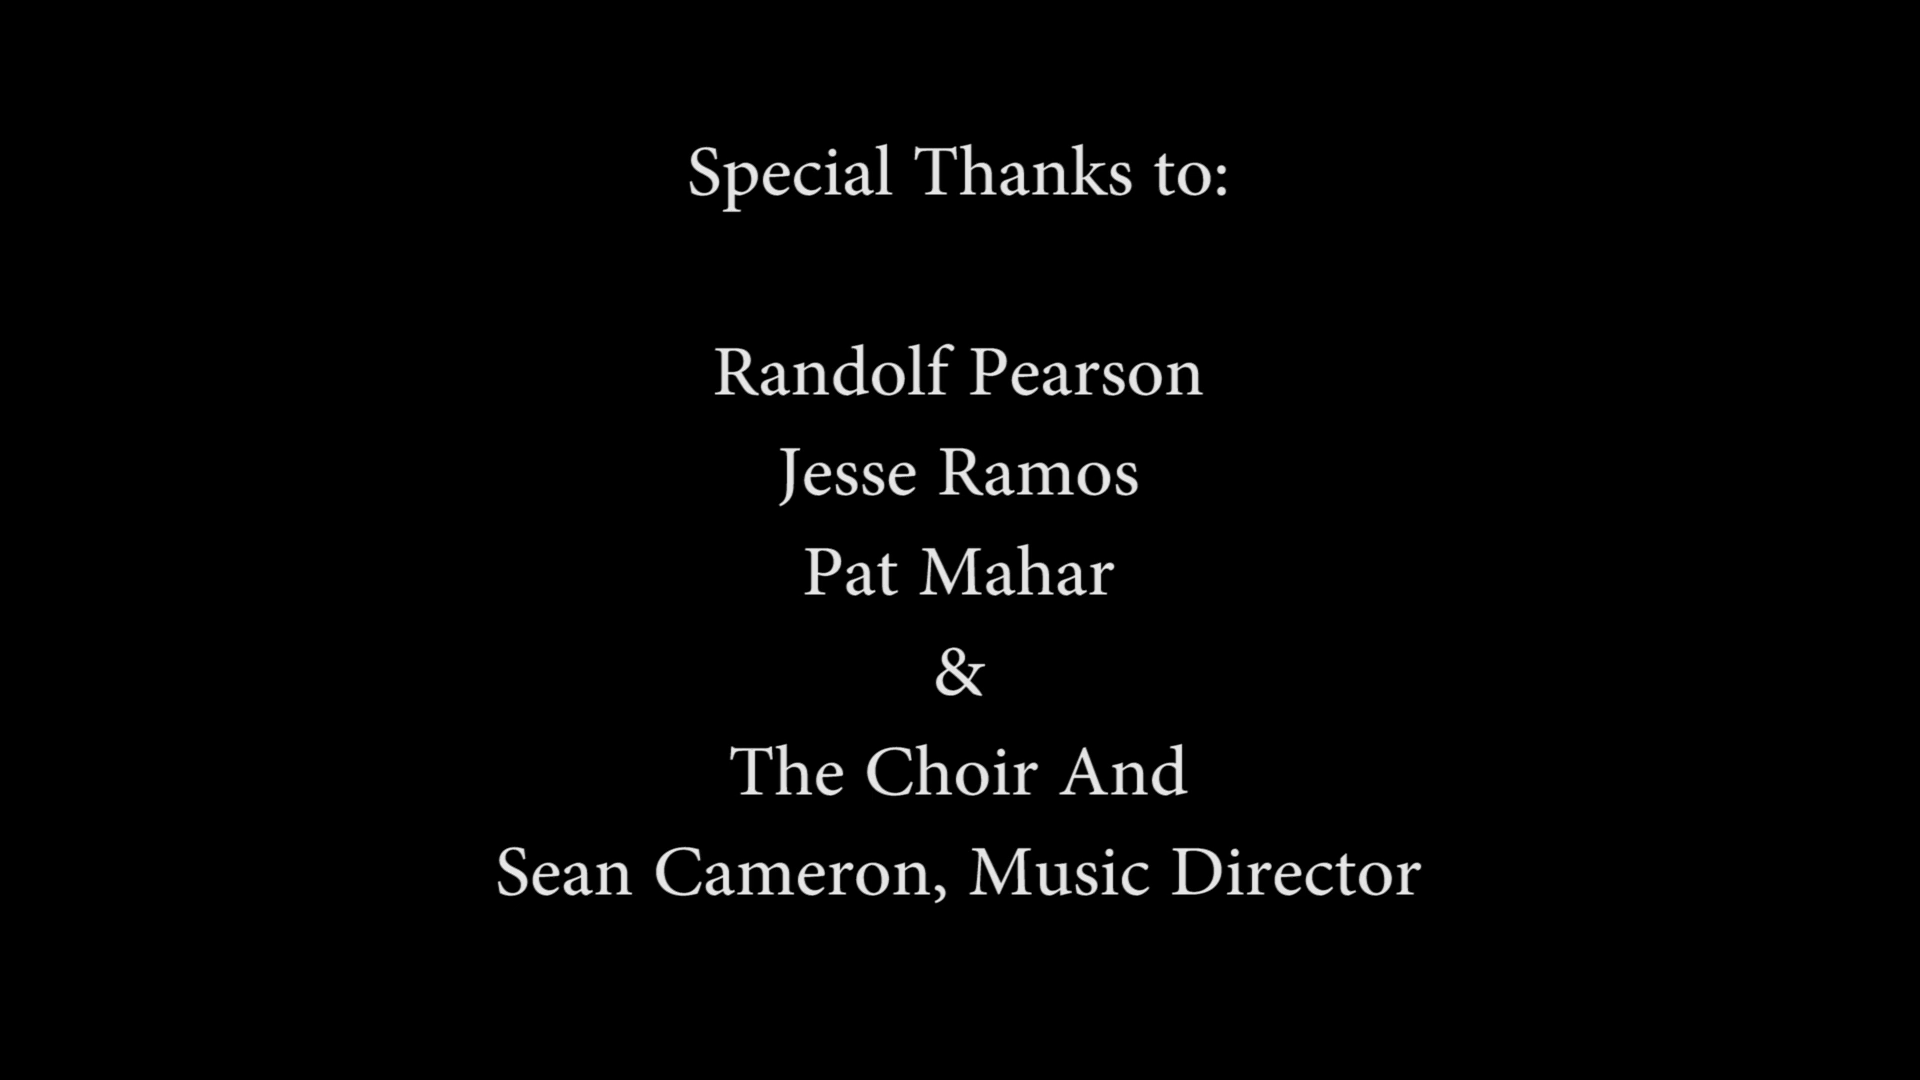 Special Thanks to:
Randolf Pearson
Jesse Ramos
Pat Mahar
&
The Choir And
Sean Cameron, Music Director